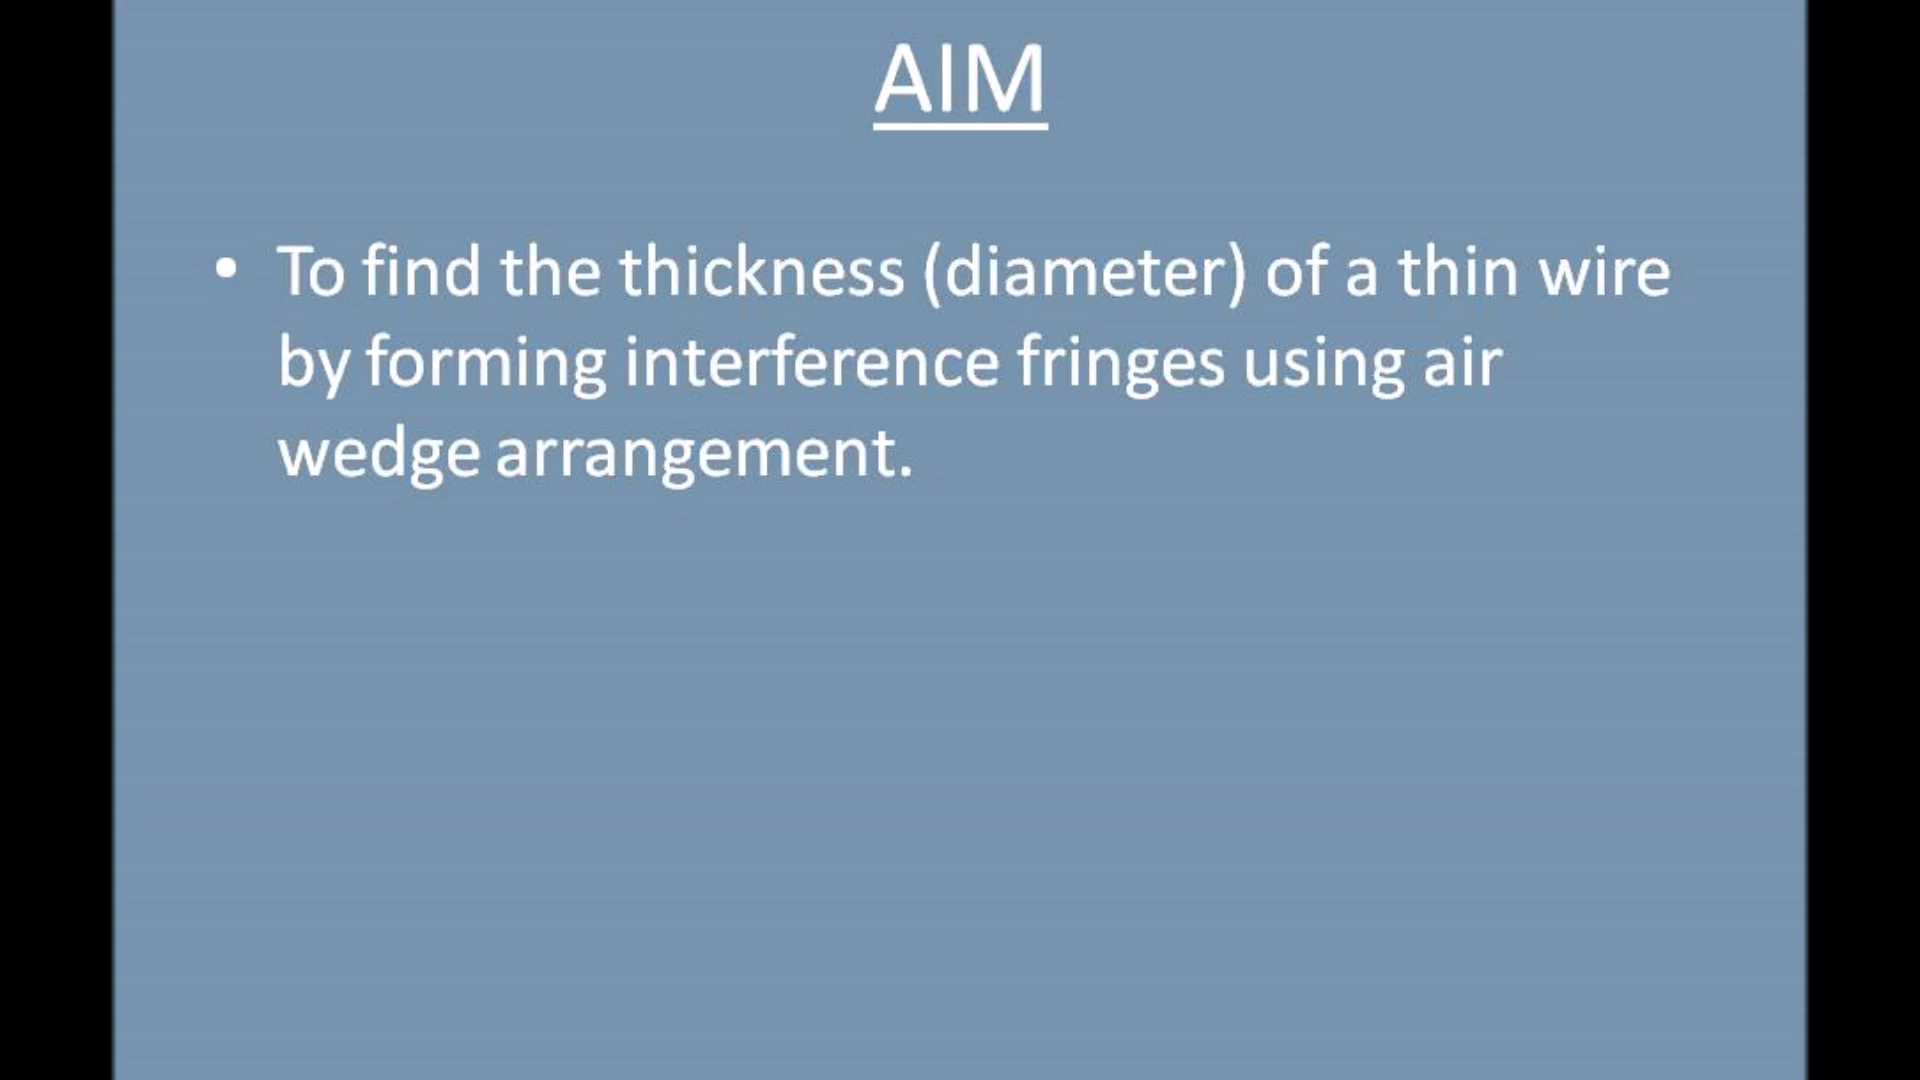 AIM
• To find the thickness (diameter) of a thin wire
by forming interference fringes using air
wedge arrangement.